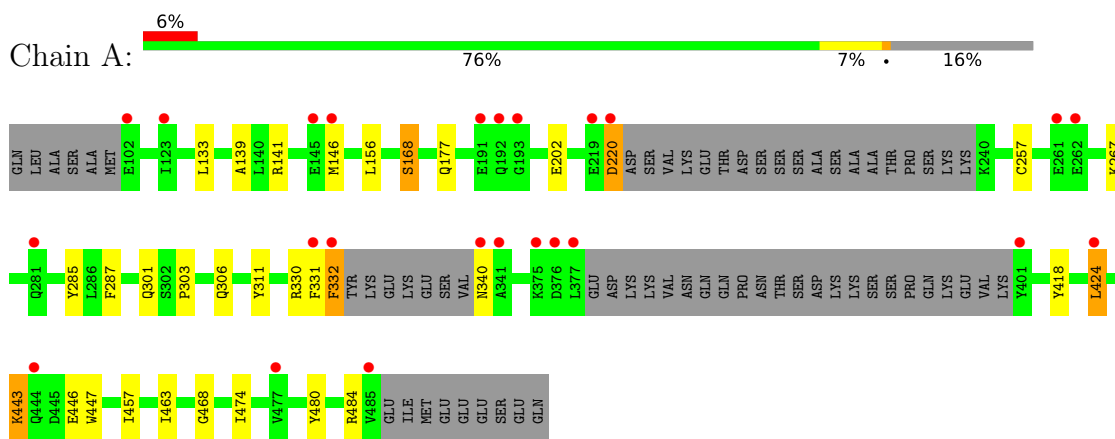 6%
Chain A:
76% 7% • 16%
GLN LEU ALA SER ALA MET E102 I123 L133 A139 L140 R141 E145 M146 L156 S168 Q177 E191 Q192 G193 E202 E219 D220 ASP SER VAL LYS GLU THR ASP SER SER SER ALA SER ALA ALA THR PRO SER LYS LYS K240 C257 E261 E262 K267
Q281 Y285 L286 F287 Q301 S302 P303 Q306 Y311 R330 F331 F332 TYR LYS GLU LYS GLU SER VAL N340 A341 K375 D376 L377 GLU ASP LYS LYS VAL ASN GLN GLN PRO ASN THR SER ASP LYS LYS SER SER PRO GLN LYS GLU VAL LYS Y401 Y418 L424
K443 Q444 D445 E446 W447 I457 I463 G468 I474 V477 Y480 R484 V485 GLU ILE MET GLU GLU GLU SER GLU GLN